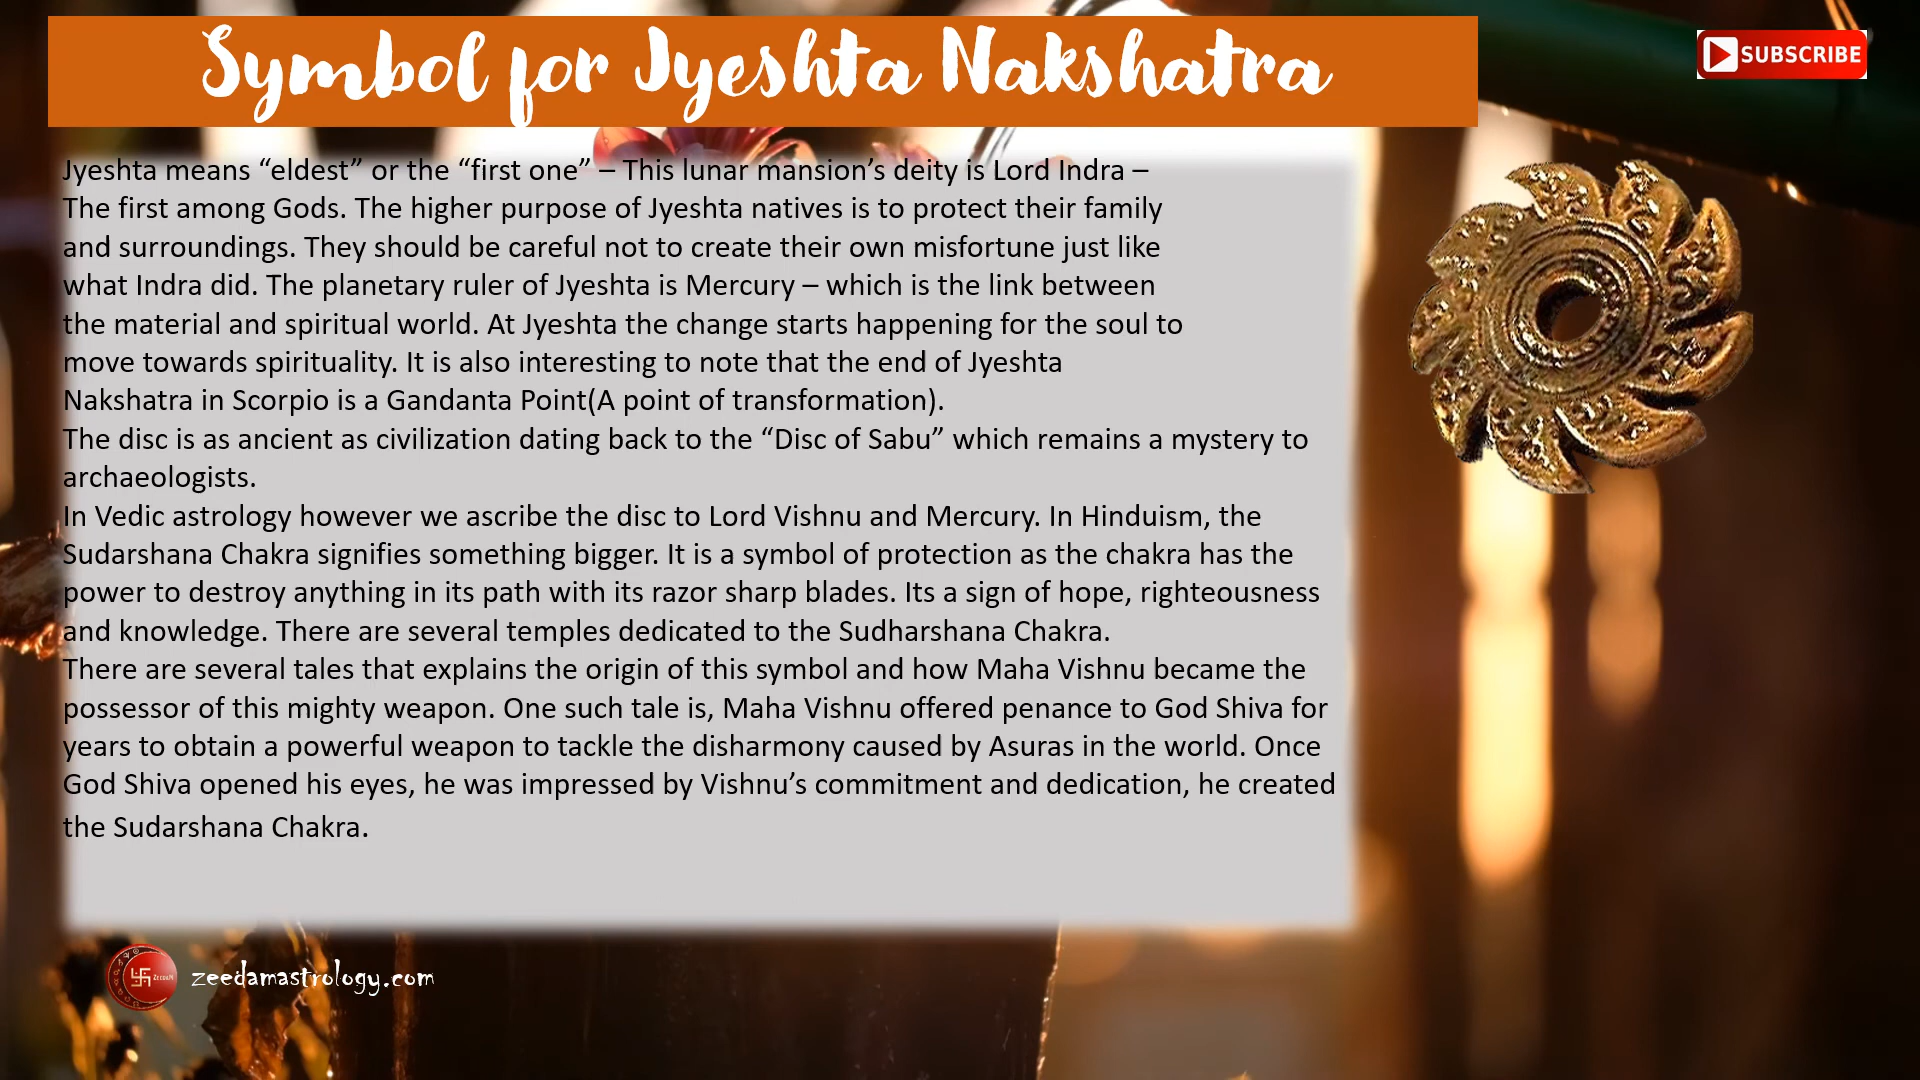 Symbol for Jyeshta Nakshatra
SUBSCRIBE
Jyeshta means “eldest” or the “first one” – This lunar mansion’s deity is Lord Indra –
The first among Gods. The higher purpose of Jyeshta natives is to protect their family
and surroundings. They should be careful not to create their own misfortune just like
what Indra did. The planetary ruler of Jyeshta is Mercury – which is the link between
the material and spiritual world. At Jyeshta the change starts happening for the soul to
move towards spirituality. It is also interesting to note that the end of Jyeshta
Nakshatra in Scorpio is a Gandanta Point(A point of transformation).
The disc is as ancient as civilization dating back to the “Disc of Sabu” which remains a mystery to
archaeologists.
In Vedic astrology however we ascribe the disc to Lord Vishnu and Mercury. In Hinduism, the
Sudarshana Chakra signifies something bigger. It is a symbol of protection as the chakra has the
power to destroy anything in its path with its razor sharp blades. Its a sign of hope, righteousness
and knowledge. There are several temples dedicated to the Sudharshana Chakra.
There are several tales that explains the origin of this symbol and how Maha Vishnu became the
possessor of this mighty weapon. One such tale is, Maha Vishnu offered penance to God Shiva for
years to obtain a powerful weapon to tackle the disharmony caused by Asuras in the world. Once
God Shiva opened his eyes, he was impressed by Vishnu’s commitment and dedication, he created
the Sudarshana Chakra.
zeedamastrology.com